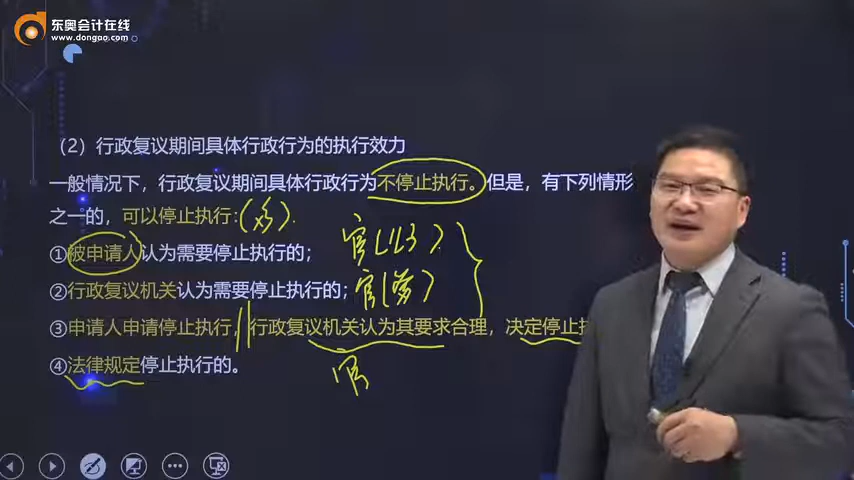 东奥会计在线
www.dongao.com
（2）行政复议期间具体行政行为的执行效力
一般情况下，行政复议期间具体行政行为不停止执行。但是，有下列情形
之一的，可以停止执行：
①被申请人认为需要停止执行的；
②行政复议机关认为需要停止执行的；
③申请人申请停止执行，行政复议机关认为其要求合理，决定停止
④法律规定停止执行的。
官
官
官